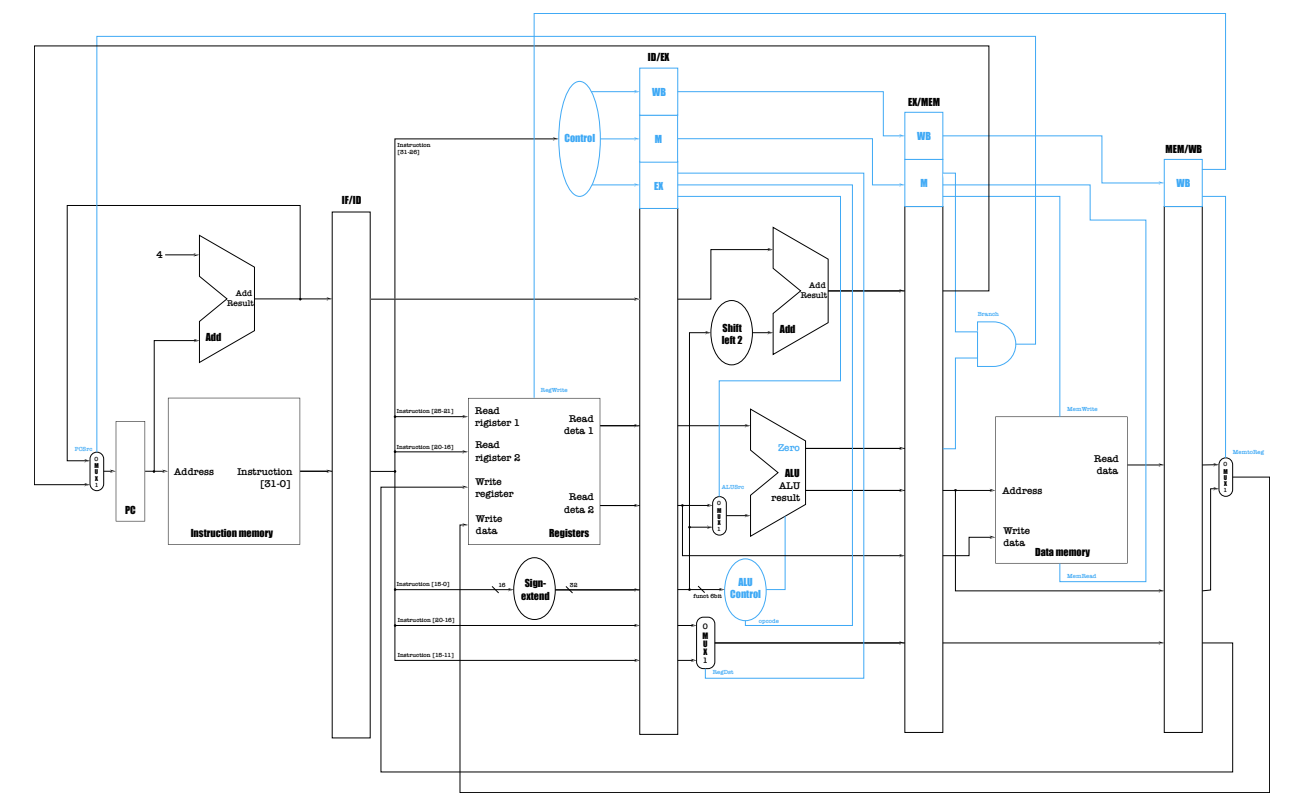 ID/EX
WB
EX/MEM
Control
M
WB
Instruction
[31-26]
MEM/WB
EX
M
WB
IF/ID
4
Add
Result
Add
Add
Result
Shift
left 2
Add
Branch
RegWrite
PCSrc
0
M
U
X
1
PC
Address
Instruction
[31-0]
Instruction memory
Instruction [25-21]
Instruction [20-16]
Read
rigister 1
Read
rigister 2
Write
register
Write
data
Read
deta 1
Read
deta 2
Registers
ALUSrc
0
M
U
X
1
Zero
ALU
ALU
result
MemWrite
Read
data
Address
Write
data
Data memory
MemRead
MemtoReg
0
M
U
X
1
Instruction [15-0]
16
Sign-
extend
32
funct 6bit
ALU
Control
opcode
Instruction [20-16]
Instruction [15-11]
0
M
U
X
1
RegDst